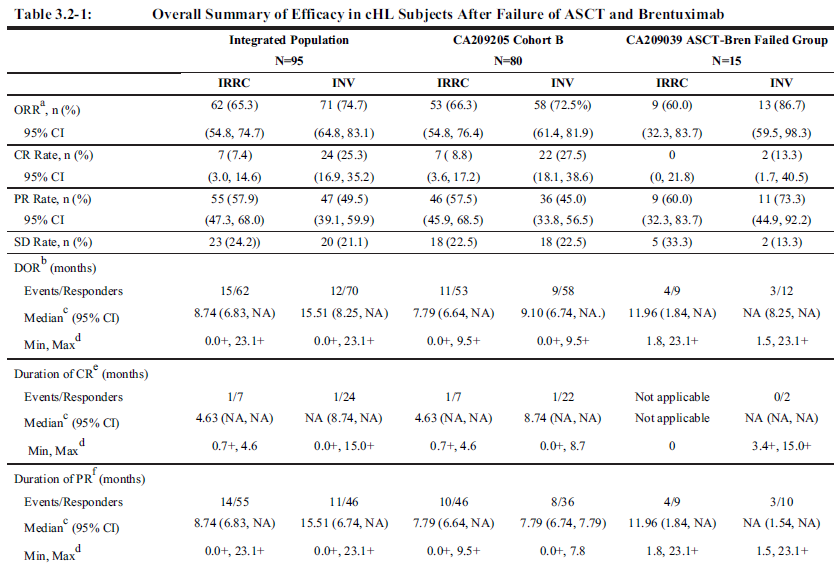 Table 3.2-1: Overall Summary of Efficacy in cHL Subjects After Failure of ASCT and Brentuximab
Integrated Population CA209205 Cohort B CA209039 ASCT-Bren Failed Group
N=95 N=80 N=15
IRRC INV IRRC INV IRRC INV
ORRa, n (%) 62 (65.3) 71 (74.7) 53 (66.3) 58 (72.5%) 9 (60.0) 13 (86.7)
95% CI (54.8, 74.7) (64.8, 83.1) (54.8, 76.4) (61.4, 81.9) (32.3, 83.7) (59.5, 98.3)
CR Rate, n (%) 7 (7.4) 24 (25.3) 7 ( 8.8) 22 (27.5) 0 2 (13.3)
95% CI (3.0, 14.6) (16.9, 35.2) (3.6, 17.2) (18.1, 38.6) (0, 21.8) (1.7, 40.5)
PR Rate, n (%) 55 (57.9) 47 (49.5) 46 (57.5) 36 (45.0) 9 (60.0) 11 (73.3)
95% CI (47.3, 68.0) (39.1, 59.9) (45.9, 68.5) (33.8, 56.5) (32.3, 83.7) (44.9, 92.2)
SD Rate, n (%) 23 (24.2)) 20 (21.1) 18 (22.5) 18 (22.5) 5 (33.3) 2 (13.3)
DORb (months)
Events/Responders 15/62 12/70 11/53 9/58 4/9 3/12
Medianc (95% CI) 8.74 (6.83, NA) 15.51 (8.25, NA) 7.79 (6.64, NA) 9.10 (6.74, NA.) 11.96 (1.84, NA) NA (8.25, NA)
Min, Maxd 0.0+, 23.1+ 0.0+, 23.1+ 0.0+, 9.5+ 0.0+, 9.5+ 1.8, 23.1+ 1.5, 23.1+
Duration of CRe (months)
Events/Responders 1/7 1/24 1/7 1/22 Not applicable 0/2
Medianc (95% CI) 4.63 (NA, NA) NA (8.74, NA) 4.63 (NA, NA) 8.74 (NA, NA) Not applicable NA (NA, NA)
Min, Maxd 0.7+, 4.6 0.0+, 15.0+ 0.7+, 4.6 0.0+, 8.7 0 3.4+, 15.0+
Duration of PRf (months)
Events/Responders 14/55 11/46 10/46 8/36 4/9 3/10
Medianc (95% CI) 8.74 (6.83, NA) 15.51 (6.74, NA) 7.79 (6.64, NA) 7.79 (6.74, 7.79) 11.96 (1.84, NA) NA (1.54, NA)
Min, Maxd 0.0+, 23.1+ 0.0+, 23.1+ 0.0+, 9.5+ 0.0+, 7.8 1.8, 23.1+ 1.5, 23.1+